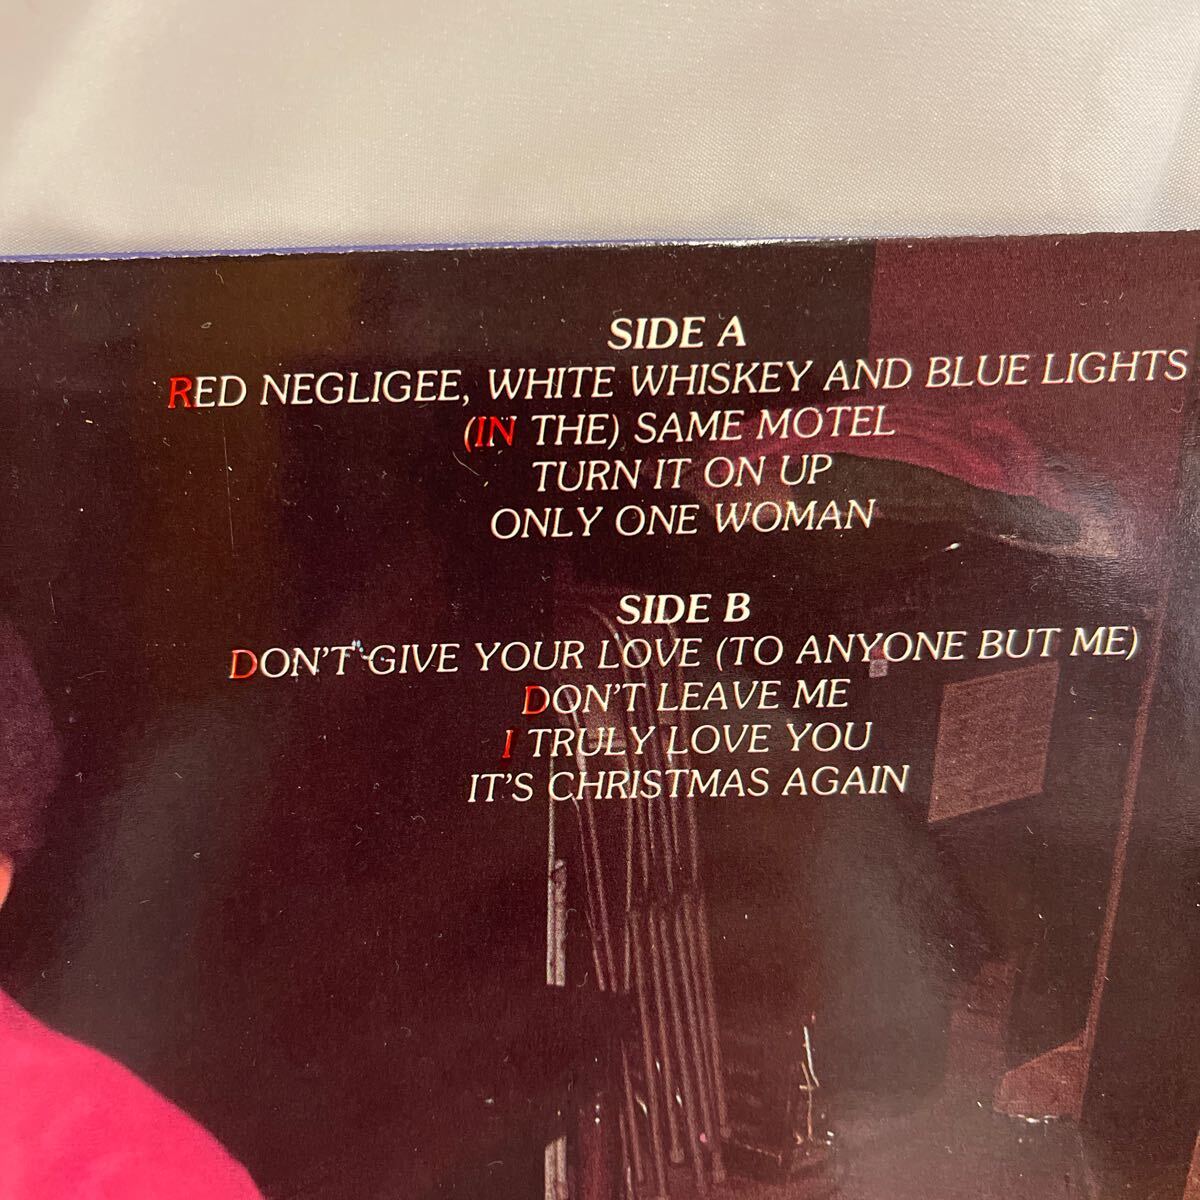 SIDE A
RED NEGLIGEE, WHITE WHISKEY AND BLUE LIGHTS
(IN THE) SAME MOTEL
TURN IT ON UP
ONLY ONE WOMAN
SIDE B
DON'T GIVE YOUR LOVE (TO ANYONE BUT ME)
DON'T LEAVE ME
I TRULY LOVE YOU
IT'S CHRISTMAS AGAIN